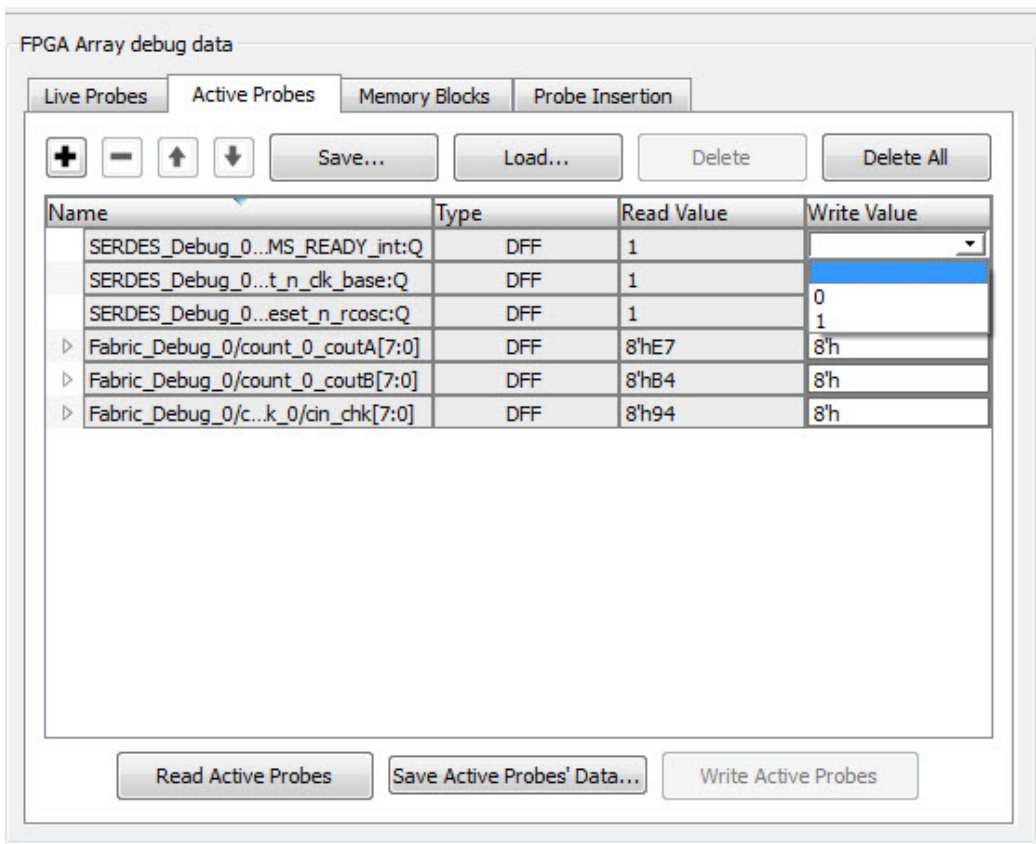 FPGA Array debug data
Live Probes Active Probes Memory Blocks Probe Insertion
Save... Load... Delete Delete All
Name Type Read Value Write Value
SERDES_Debug_0...MS_READY_int:Q DFF 1
SERDES_Debug_0...t_n_clk_base:Q DFF 1
0
SERDES_Debug_0...eset_n_rcosc:Q DFF 1
1
Fabric_Debug_0/count_0_coutA[7:0] DFF 8'hE7 8'h
Fabric_Debug_0/count_0_coutB[7:0] DFF 8'hB4 8'h
Fabric_Debug_0/c...k_0/cin_chk[7:0] DFF 8'h94 8'h
Read Active Probes Save Active Probes' Data... Write Active Probes